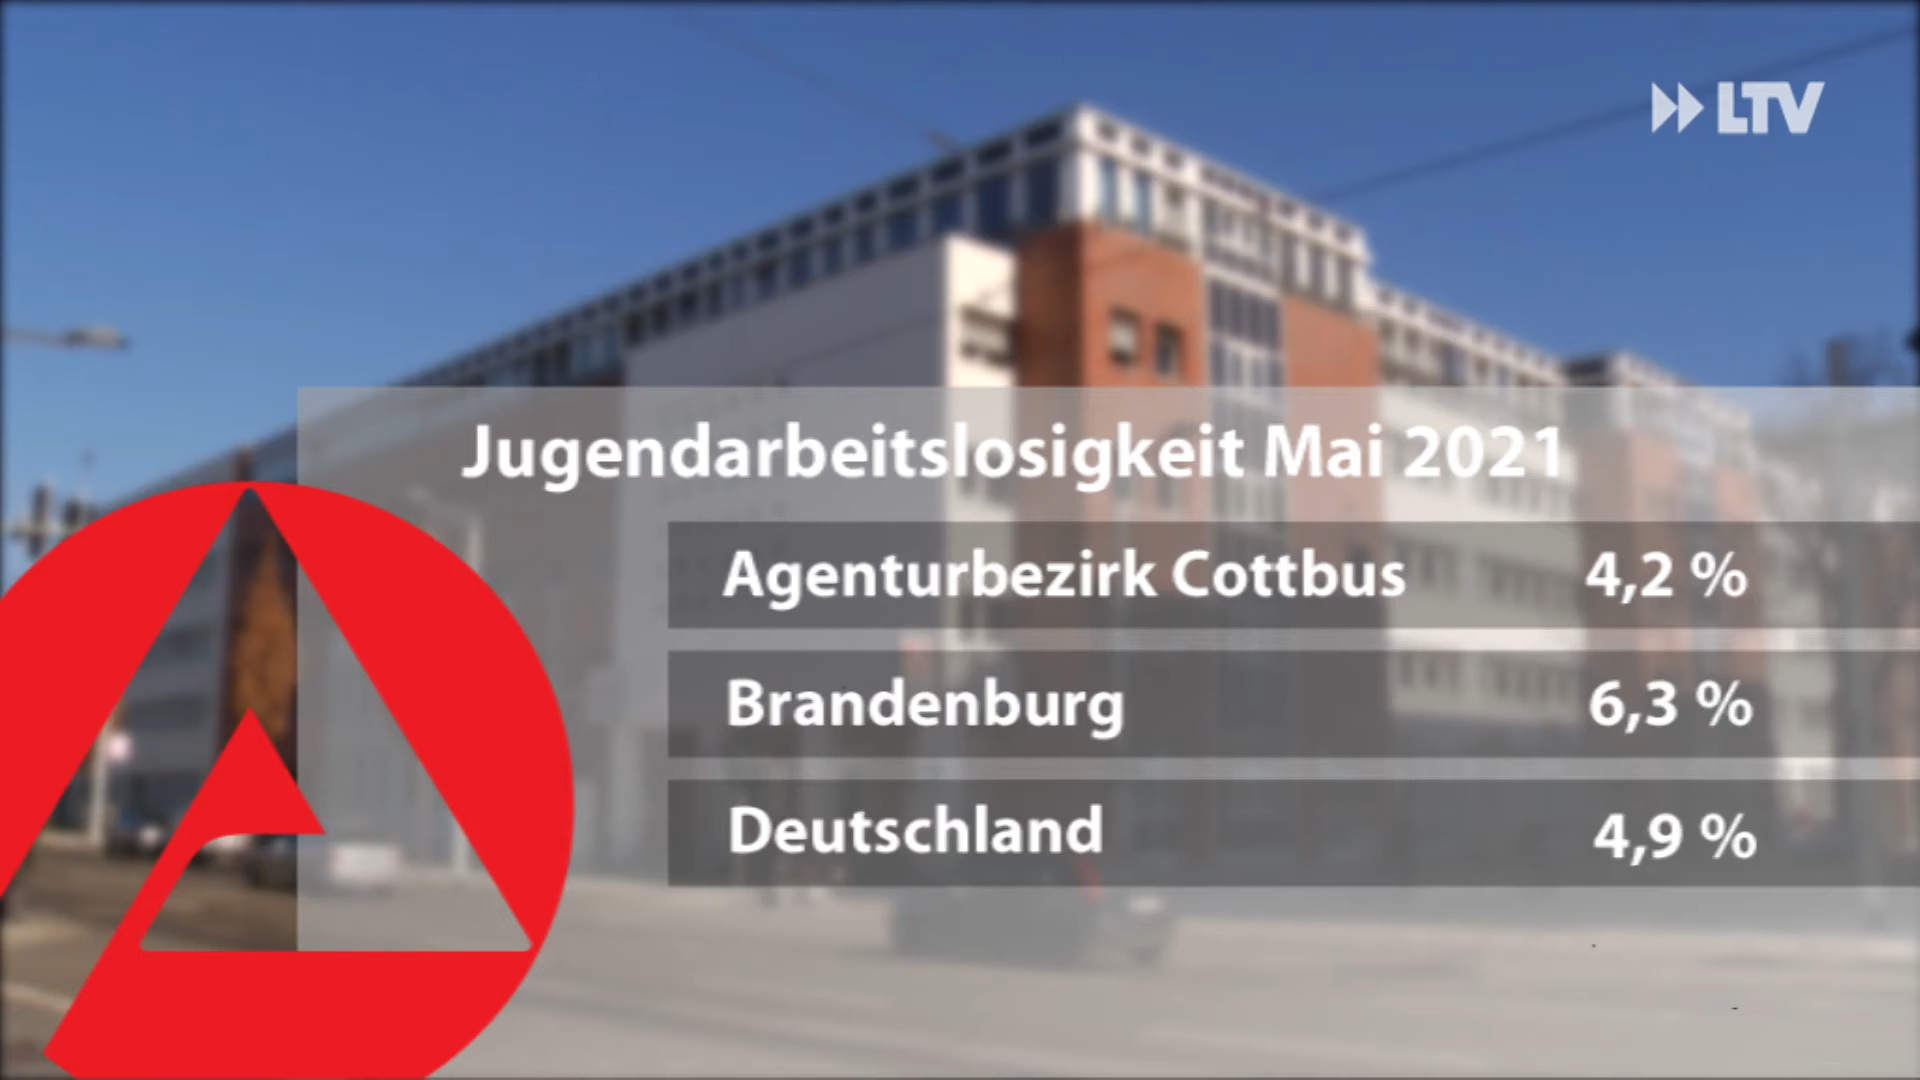 LTV
Jugendarbeitslosigkeit Mai 2021
Agenturbezirk Cottbus 4,2 %
Brandenburg 6,3 %
Deutschland 4,9 %